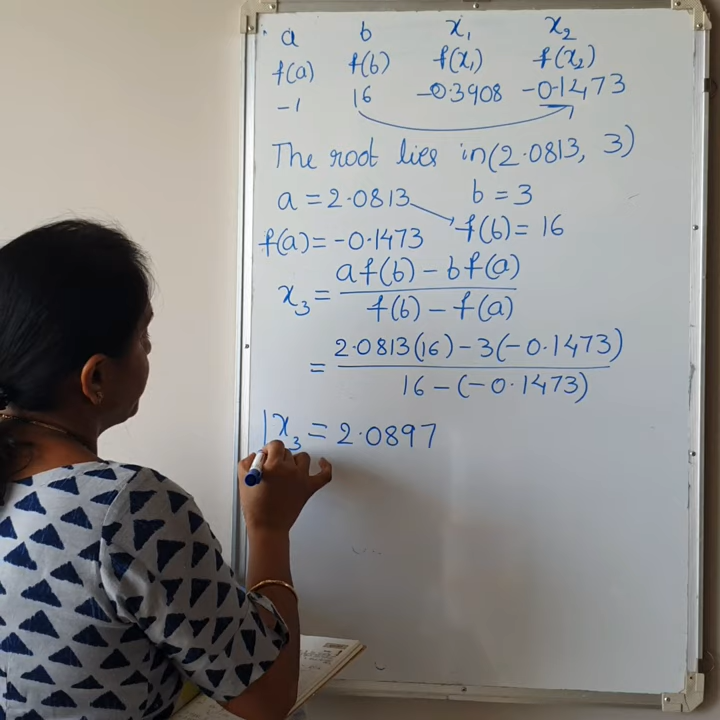 a b x₁ x₂
f(a) f(b) f(x₁) f(x₂)
-1 16 -0.3908 -0.1473
The root lies in (2.0813, 3)
a = 2.0813 b = 3
f(a) = -0.1473 f(b) = 16
x₃ = af(b) - bf(a) / f(b) - f(a)
= 2.0813(16) - 3(-0.1473) / 16 - (-0.1473)
x₃ = 2.0897